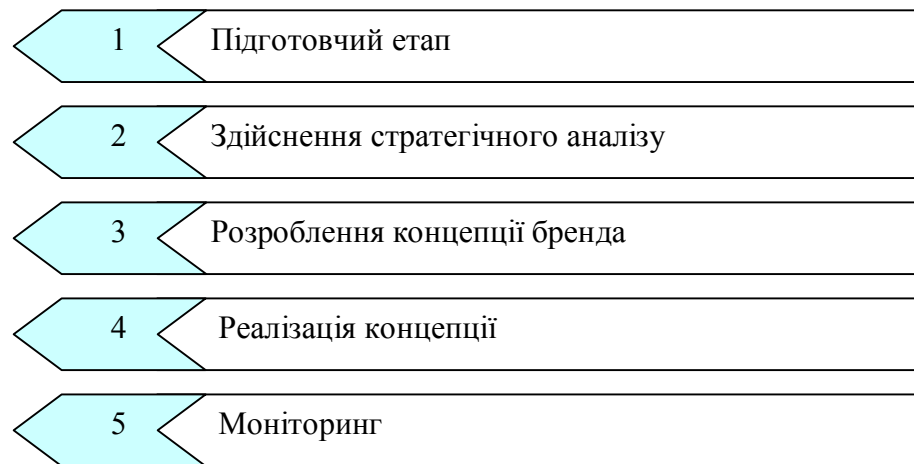 1 Підготовчий етап
2 Здійснення стратегічного аналізу
3 Розроблення концепції бренда
4 Реалізація концепції
5 Моніторинг